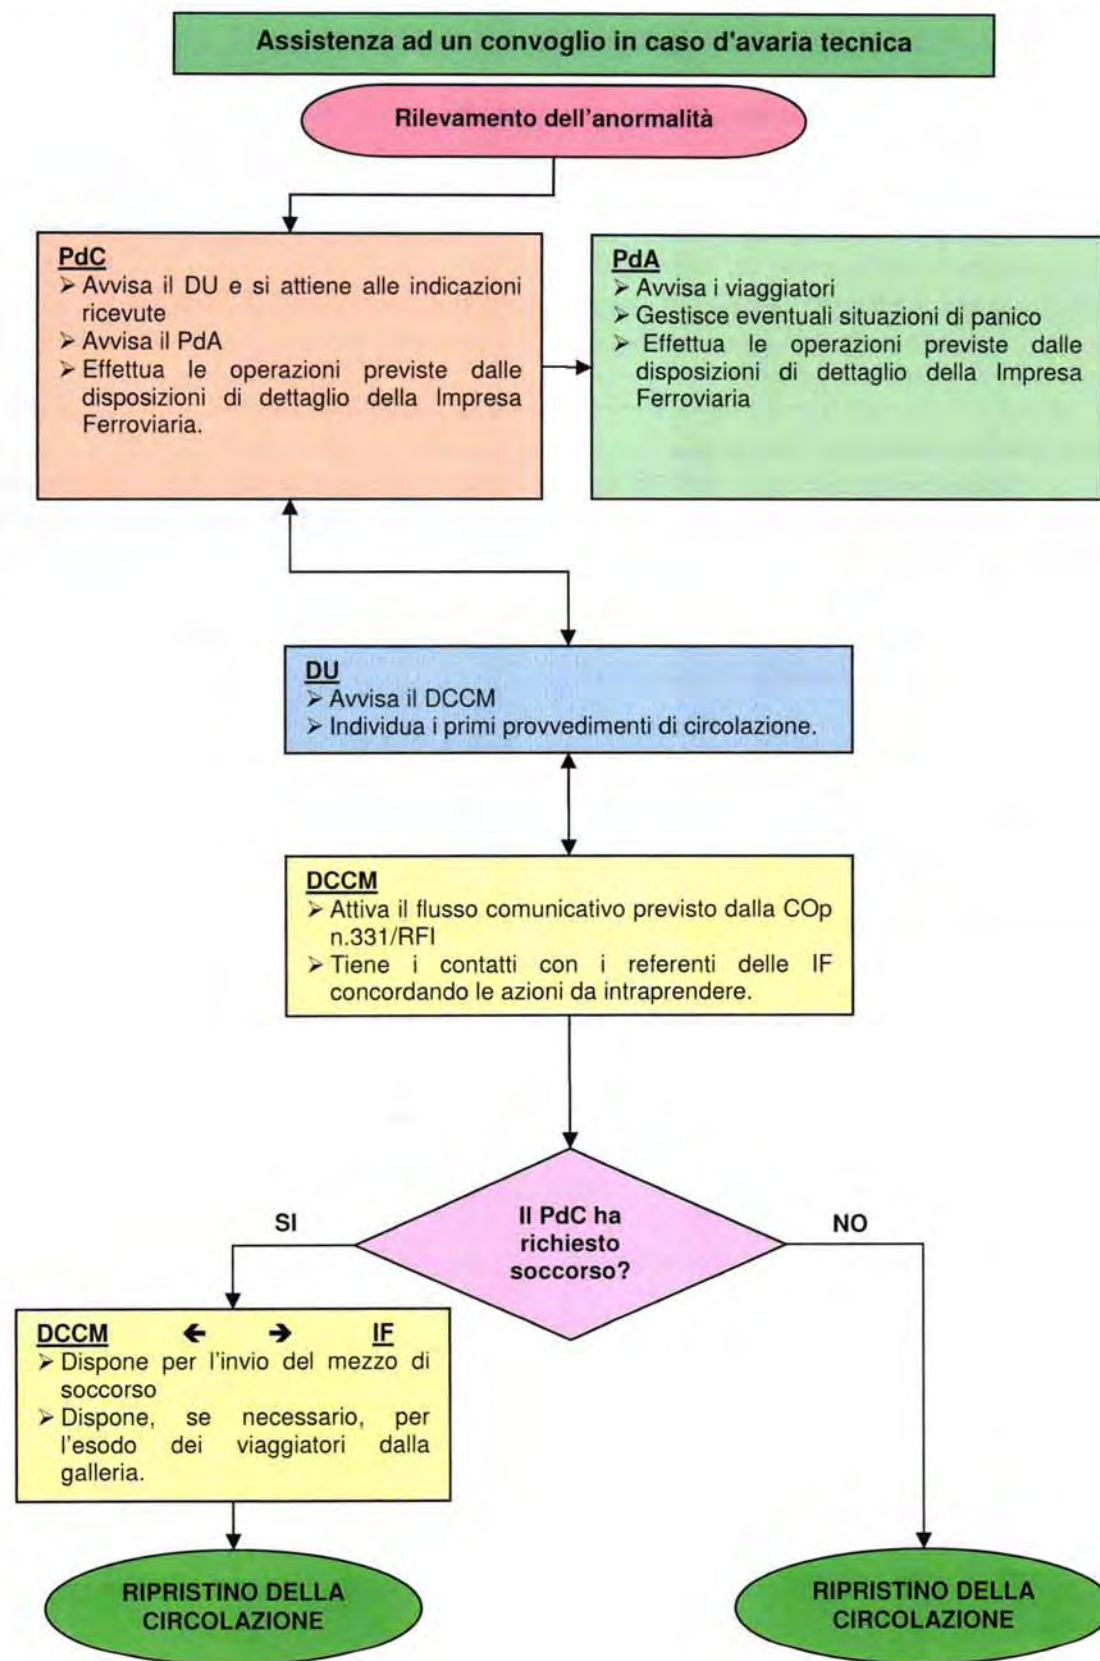 Assistenza ad un convoglio in caso d'avaria tecnica
Rilevamento dell'anormalità
PdC
➢ Avvisa il DU e si attiene alle indicazioni
ricevute
➢ Avvisa il PdA
➢ Effettua le operazioni previste dalle
disposizioni di dettaglio della Impresa
Ferroviaria.
PdA
➢ Avvisa i viaggiatori
➢ Gestisce eventuali situazioni di panico
➢ Effettua le operazioni previste dalle
disposizioni di dettaglio della Impresa
Ferroviaria
DU
➢ Avvisa il DCCM
➢ Individua i primi provvedimenti di circolazione.
DCCM
➢ Attiva il flusso comunicativo previsto dalla COp
n.331/RFI
➢ Tiene i contatti con i referenti delle IF
concordando le azioni da intraprendere.
Il PdC ha
richiesto
soccorso?
SI
NO
DCCM ← → IF
➢ Dispone per l'invio del mezzo di
soccorso
➢ Dispone, se necessario, per
l'esodo dei viaggiatori dalla
galleria.
RIPRISTINO DELLA
CIRCOLAZIONE
RIPRISTINO DELLA
CIRCOLAZIONE